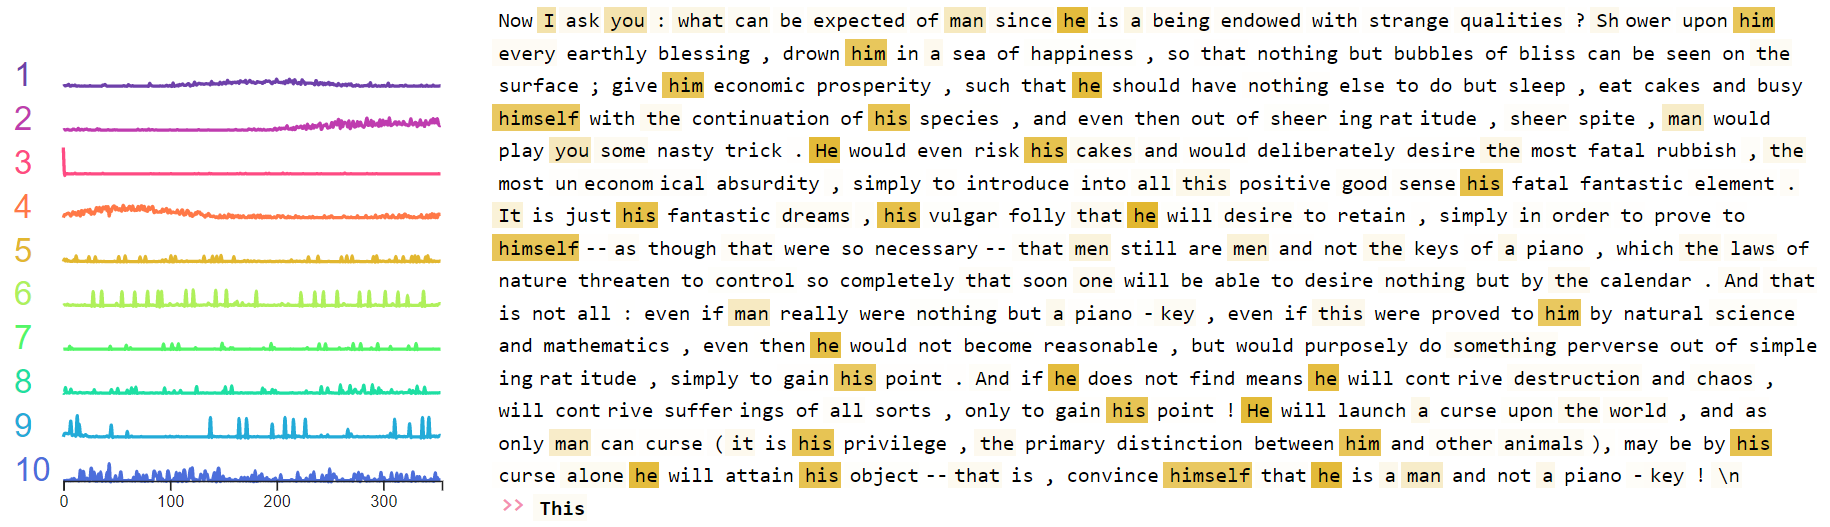 1
2
3
4
5
6
7
8
9
10
0 100 200 300
Now I ask you : what can be expected of man since he is a being endowed with strange qualities ? Sh ower upon him
every earthly blessing , drown him in a sea of happiness , so that nothing but bubbles of bliss can be seen on the
surface ; give him economic prosperity , such that he should have nothing else to do but sleep , eat cakes and busy
himself with the continuation of his species , and even then out of sheer ing rat itude , sheer spite , man would
play you some nasty trick . He would even risk his cakes and would deliberately desire the most fatal rubbish , the
most un econom ical absurdity , simply to introduce into all this positive good sense his fatal fantastic element .
It is just his fantastic dreams , his vulgar folly that he will desire to retain , simply in order to prove to
himself -- as though that were so necessary -- that men still are men and not the keys of a piano , which the laws of
nature threaten to control so completely that soon one will be able to desire nothing but by the calendar . And that
is not all : even if man really were nothing but a piano - key , even if this were proved to him by natural science
and mathematics , even then he would not become reasonable , but would purposely do something perverse out of simple
ing rat itude , simply to gain his point . And if he does not find means he will cont rive destruction and chaos ,
will cont rive suffer ings of all sorts , only to gain his point ! He will launch a curse upon the world , and as
only man can curse ( it is his privilege , the primary distinction between him and other animals ), may be by his
curse alone he will attain his object -- that is , convince himself that he is a man and not a piano - key ! \n
>> This